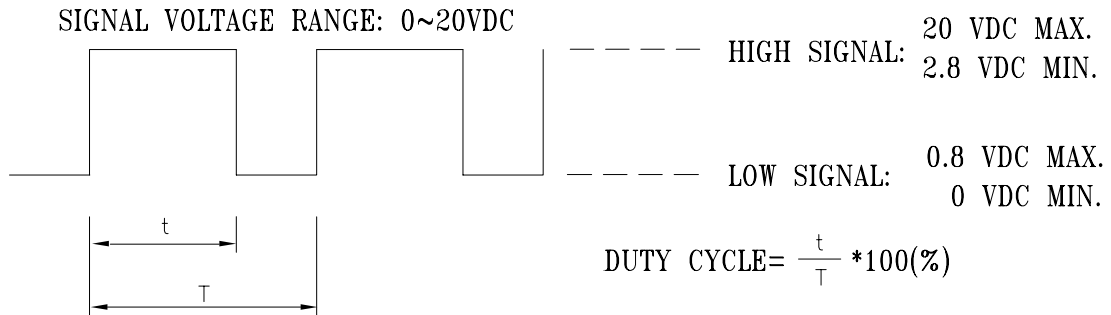 SIGNAL VOLTAGE RANGE: 0~20VDC
HIGH SIGNAL: 20 VDC MAX.
2.8 VDC MIN.
LOW SIGNAL: 0.8 VDC MAX.
0 VDC MIN.
t
T
DUTY CYCLE= t/T *100(%)